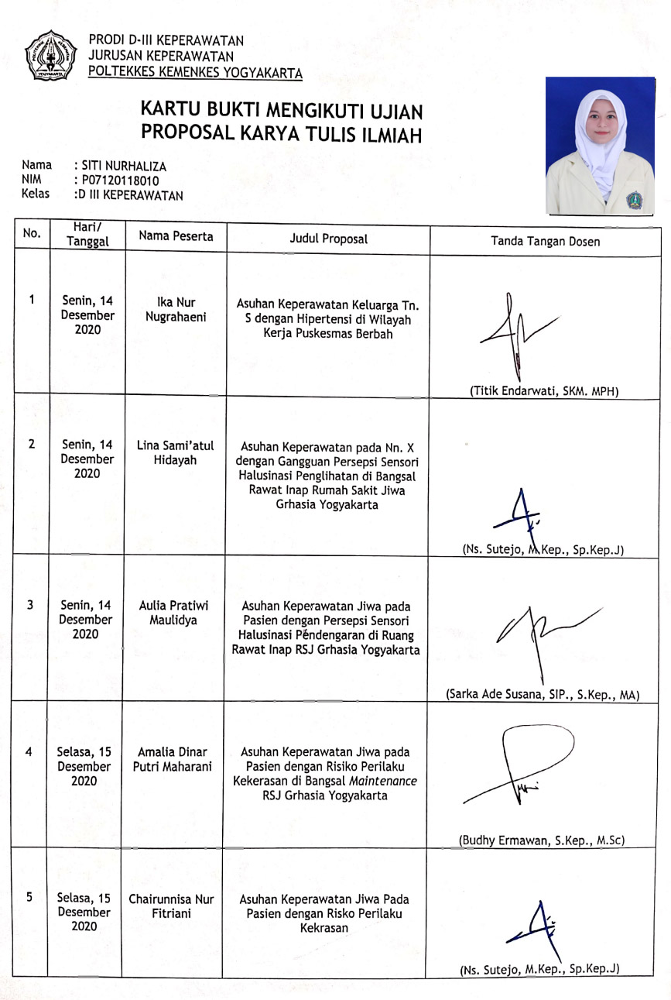 PRODI D-III KEPERAWATAN
JURUSAN KEPERAWATAN
POLTEKKES KEMENKES YOGYAKARTA
KARTU BUKTI MENGIKUTI UJIAN
PROPOSAL KARYA TULIS ILMIAH
Nama : SITI NURHALIZA
NIM : P07120118010
Kelas :D III KEPERAWATAN
No.
Hari/
Tanggal
Nama Peserta
Judul Proposal
Tanda Tangan Dosen
1
Senin, 14
Desember
2020
Ika Nur
Nugrahaeni
Asuhan Keperawatan Keluarga Tn.
S dengan Hipertensi di Wilayah
Kerja Puskesmas Berbah
(Titik Endarwati, SKM. MPH)
2
Senin, 14
Desember
2020
Lina Sami’atul
Hidayah
Asuhan Keperawatan pada Nn. X
dengan Gangguan Persepsi Sensori
Halusinasi Penglihatan di Bangsal
Rawat Inap Rumah Sakit Jiwa
Grhasia Yogyakarta
(Ns. Sutejo, M.Kep., Sp.Kep.J)
3
Senin, 14
Desember
2020
Aulia Pratiwi
Maulidya
Asuhan Keperawatan Jiwa pada
Pasien dengan Persepsi Sensori
Halusinasi Pendengaran di Ruang
Rawat Inap RSJ Grhasia Yogyakarta
(Sarka Ade Susana, SIP., S.Kep., MA)
4
Selasa, 15
Desember
2020
Amalia Dinar
Putri Maharani
Asuhan Keperawatan Jiwa pada
Pasien dengan Risiko Perilaku
Kekerasan di Bangsal Maintenance
RSJ Grhasia Yogyakarta
(Budhy Ermawan, S.Kep., M.Sc)
5
Selasa, 15
Desember
2020
Chairunnisa Nur
Fitriani
Asuhan Keperawatan Jiwa Pada
Pasien dengan Risko Perilaku
Kekrasan
(Ns. Sutejo, M.Kep., Sp.Kep.J)